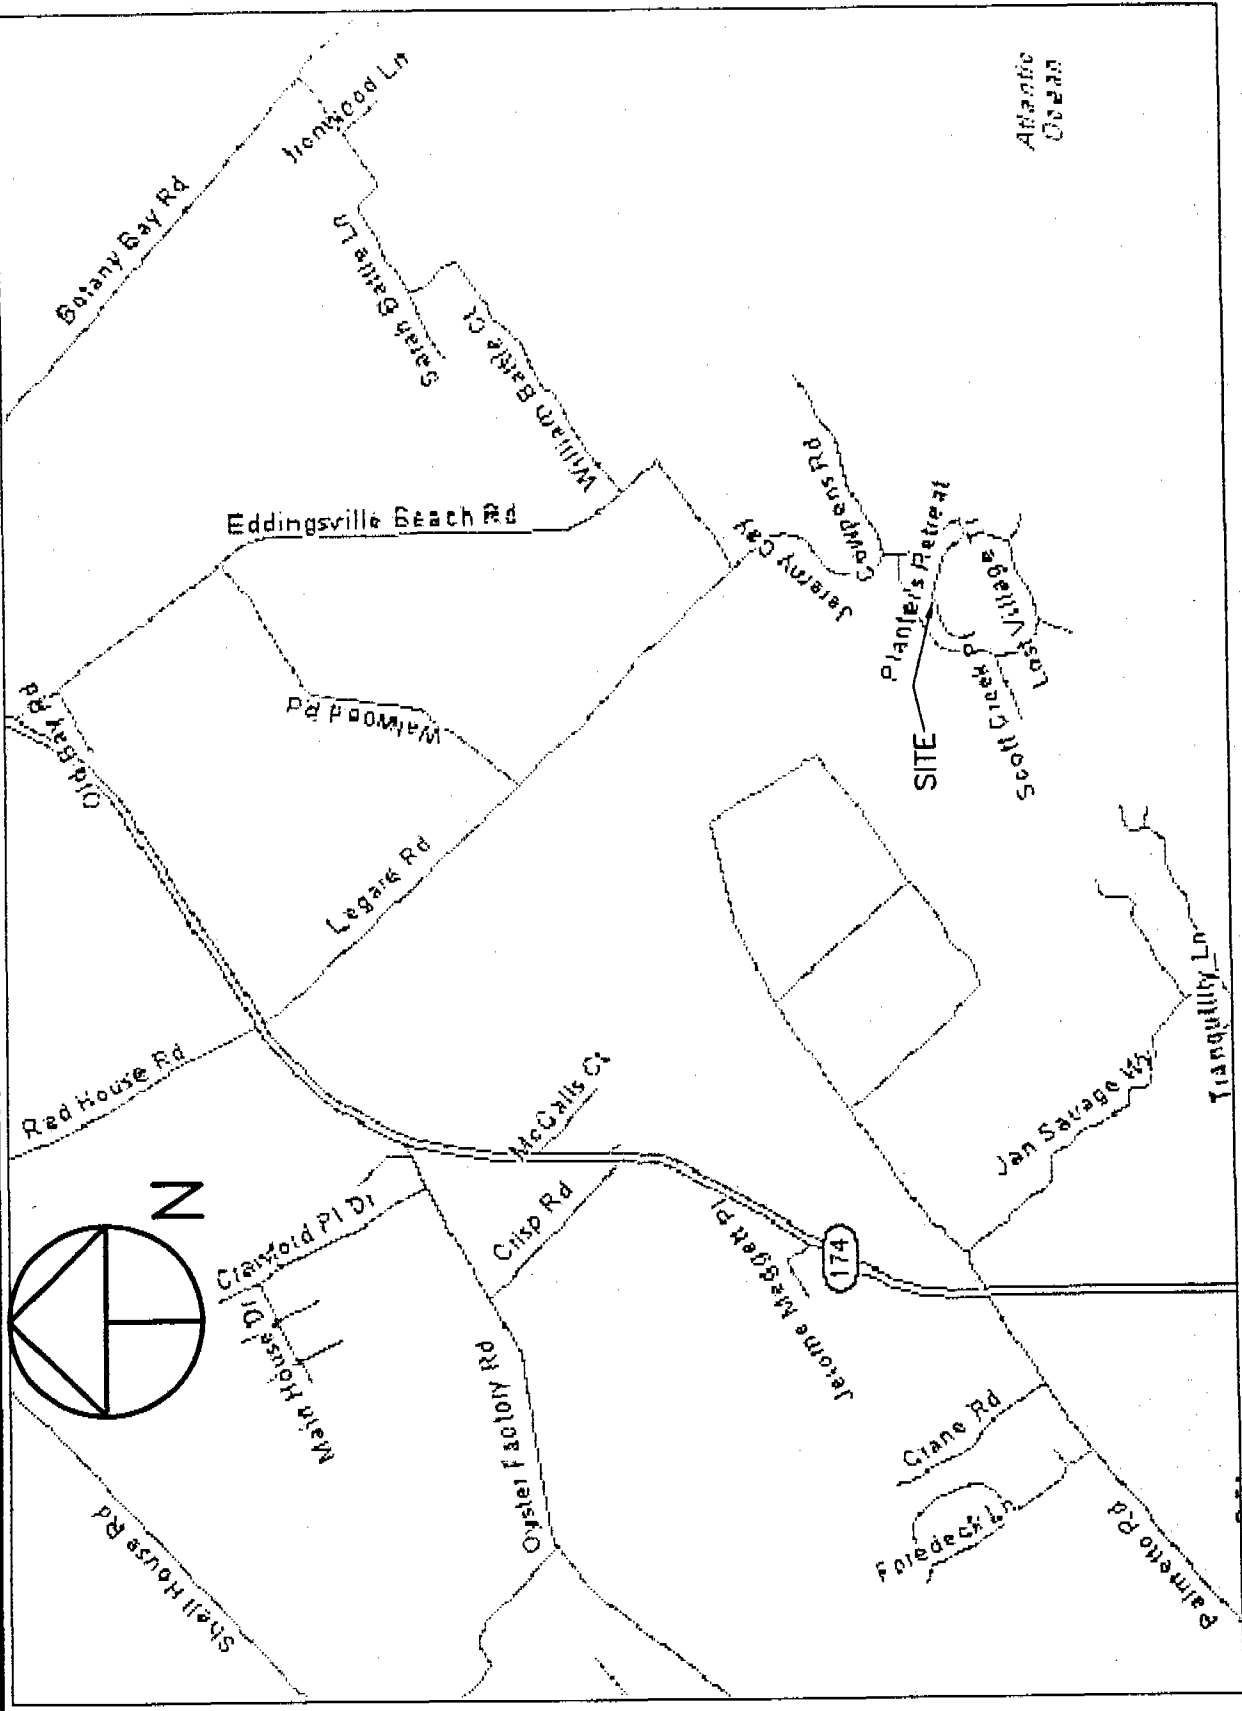 Atlantic
Ocean
Ironwood Ln
Botany Bay Rd
Sarah Battle Ln
William Battle Ct
Eddingsville Beach Rd
Cowpens Rd
Jeremy Cay
Planters Retreat
Lost Village Tr
Scott Creek Pl
SITE
Old Bay Rd
Walwood Rd
Legare Rd
Red House Rd
McCalls Ct
Tranquility Ln
Jan Savage Wy
N
Crawford Pl Dr
Main House Dr
Crisp Rd
Jerome Meggett Pl
174
Oyster Factory Rd
Crane Rd
Foredeck Ln
Palmetto Rd
Shell House Rd